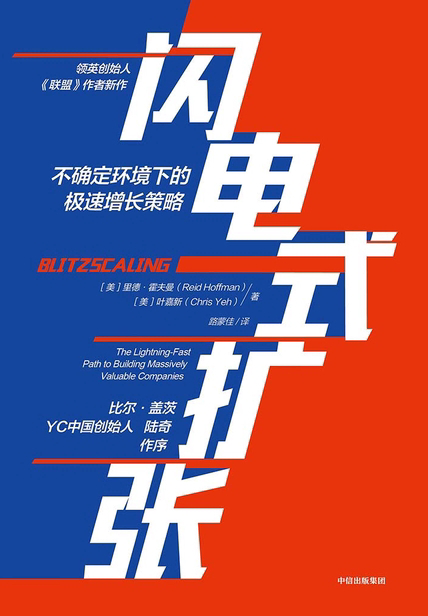 领英创始人
《联盟》作者新作
闪电式扩张
不确定环境下的
极速增长策略
BLITZSCALING
［美］里德·霍夫曼（Reid Hoffman）
［美］叶嘉新（Chris Yeh）
著
路蒙佳/译
The Lightning-Fast
Path to Building Massively
Valuable Companies
比尔·盖茨
YC中国创始人 陆奇
作序
中信出版集团